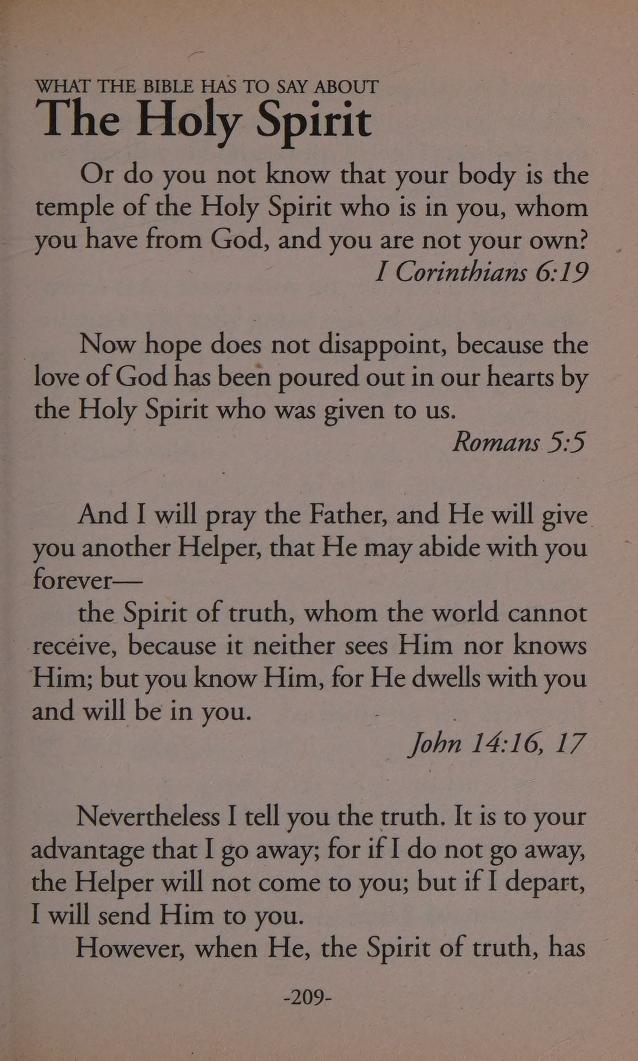 WHAT THE BIBLE HAS TO SAY ABOUT
The Holy Spirit
Or do you not know that your body is the
temple of the Holy Spirit who is in you, whom
you have from God, and you are not your own?
I Corinthians 6:19
Now hope does not disappoint, because the
love of God has been poured out in our hearts by
the Holy Spirit who was given to us.
Romans 5:5
And I will pray the Father, and He will give
you another Helper, that He may abide with you
forever—
the Spirit of truth, whom the world cannot
receive, because it neither sees Him nor knows
Him; but you know Him, for He dwells with you
and will be in you.
John 14:16, 17
Nevertheless I tell you the truth. It is to your
advantage that I go away; for if I do not go away,
the Helper will not come to you; but if I depart,
I will send Him to you.
However, when He, the Spirit of truth, has
-209-